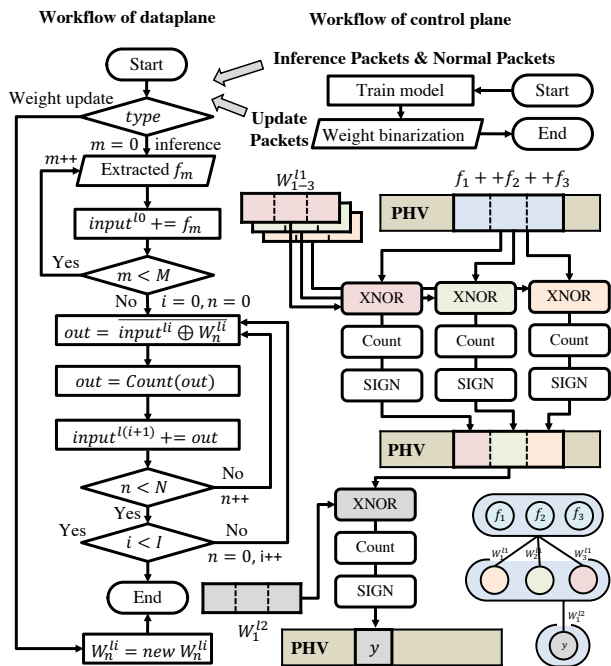 Workflow of dataplane
Workflow of control plane
Start
Inference Packets & Normal Packets
Weight update
type
Update
Packets
Train model
Start
Weight binarization
End
m = 0 inference
m++
Extracted f_m
input^{l0} += f_m
Yes
m < M
No i = 0, n = 0
out = \overline{input^{li} ⊕ W_n^{li}}
out = Count(out)
input^{l(i+1)} += out
n < N
No
n++
Yes
Yes
i < I
No
n = 0, i++
End
W_n^{li} = new W_n^{li}
W_{1-3}^{l1}
f_1 + +f_2 + +f_3
PHV
XNOR
XNOR
XNOR
Count
Count
Count
SIGN
SIGN
SIGN
PHV
XNOR
Count
SIGN
W_1^{l2}
PHV
y
f_1
f_2
f_3
W_1^{l1}
W_2^{l1}
W_3^{l1}
W_1^{l2}
y